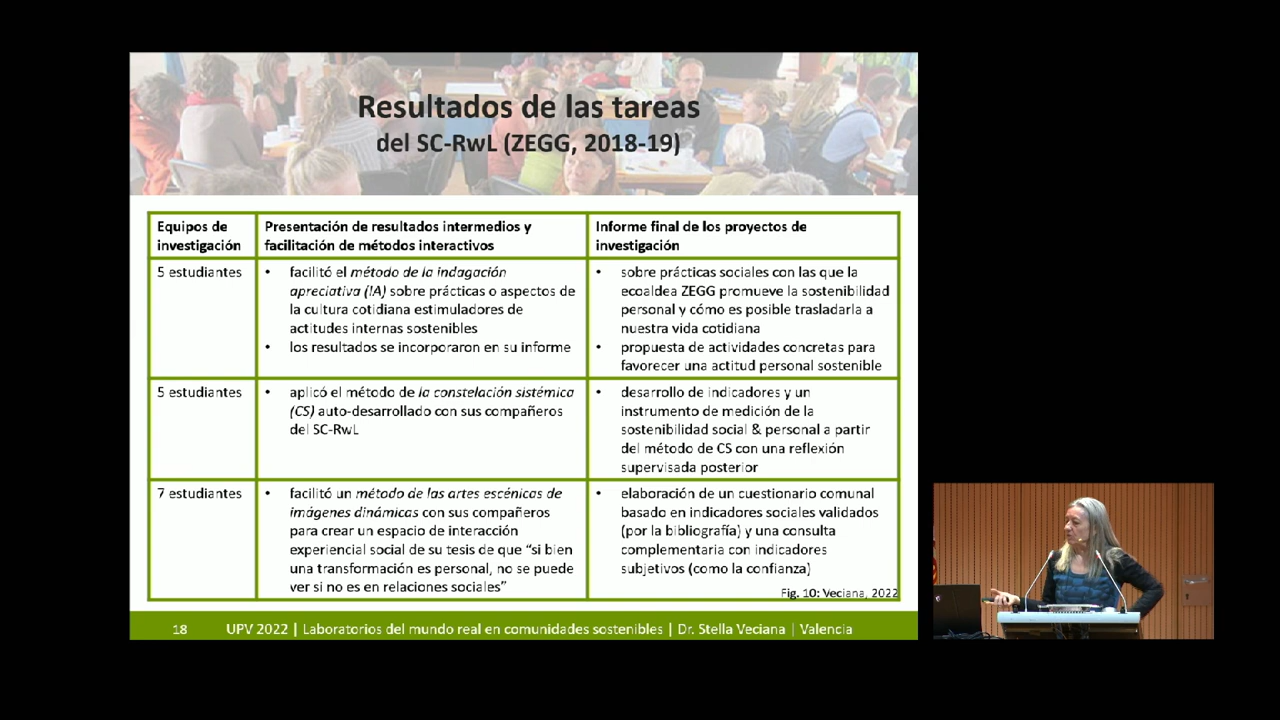 Resultados de las tareas
del SC-RwL (ZEGG, 2018-19)
Equipos de
investigación
Presentación de resultados intermedios y
facilitación de métodos interactivos
Informe final de los proyectos de
investigación
5 estudiantes
• facilitó el método de la indagación
apreciativa (IA) sobre prácticas o aspectos de
la cultura cotidiana estimuladores de
actitudes internas sostenibles
• los resultados se incorporaron en su informe
• sobre prácticas sociales con las que la
ecoaldea ZEGG promueve la sostenibilidad
personal y cómo es posible trasladarla a
nuestra vida cotidiana
• propuesta de actividades concretas para
favorecer una actitud personal sostenible
5 estudiantes
• aplicó el método de la constelación sistémica
(CS) auto-desarrollado con sus compañeros
del SC-RwL
• desarrollo de indicadores y un
instrumento de medición de la
sostenibilidad social & personal a partir
del método de CS con una reflexión
supervisada posterior
7 estudiantes
• facilitó un método de las artes escénicas de
imágenes dinámicas con sus compañeros
para crear un espacio de interacción
experiencial social de su tesis de que “si bien
una transformación es personal, no se puede
ver si no es en relaciones sociales”
• elaboración de un cuestionario comunal
basado en indicadores sociales validados
(por la bibliografía) y una consulta
complementaria con indicadores
subjetivos (como la confianza)
Fig. 10: Veciana, 2022
18 UPV 2022 | Laboratorios del mundo real en comunidades sostenibles | Dr. Stella Veciana | Valencia